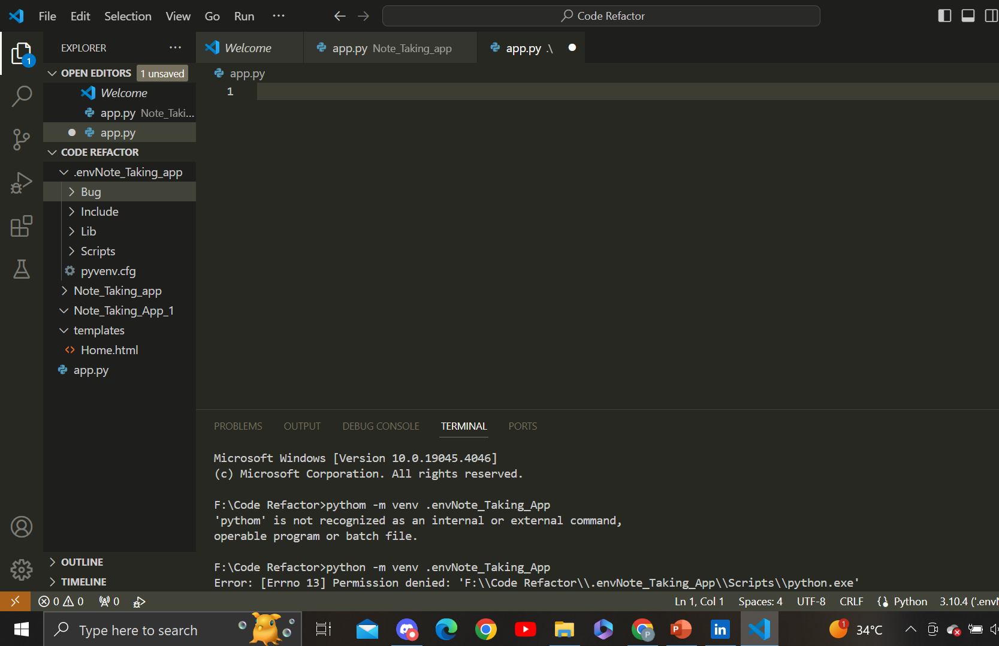 File Edit Selection View Go Run ···
Code Refactor
EXPLORER ···
Welcome
app.py Note_Taking_app
app.py .\
1
OPEN EDITORS 1 unsaved
Welcome
app.py Note_Taki...
app.py
CODE REFACTOR
.envNote_Taking_app
Bug
Include
Lib
Scripts
pyvenv.cfg
Note_Taking_app
Note_Taking_App_1
templates
Home.html
app.py
OUTLINE
TIMELINE
app.py
1
PROBLEMS OUTPUT DEBUG CONSOLE TERMINAL PORTS
Microsoft Windows [Version 10.0.19045.4046]
(c) Microsoft Corporation. All rights reserved.
F:\Code Refactor>pythom -m venv .envNote_Taking_App
'pythom' is not recognized as an internal or external command,
operable program or batch file.
F:\Code Refactor>python -m venv .envNote_Taking_App
Error: [Errno 13] Permission denied: 'F:\\Code Refactor\\.envNote_Taking_App\\Scripts\\python.exe'
0 0 0
Ln 1, Col 1 Spaces: 4 UTF-8 CRLF Python 3.10.4 ('.env
Type here to search
P
P
in
1
34°C